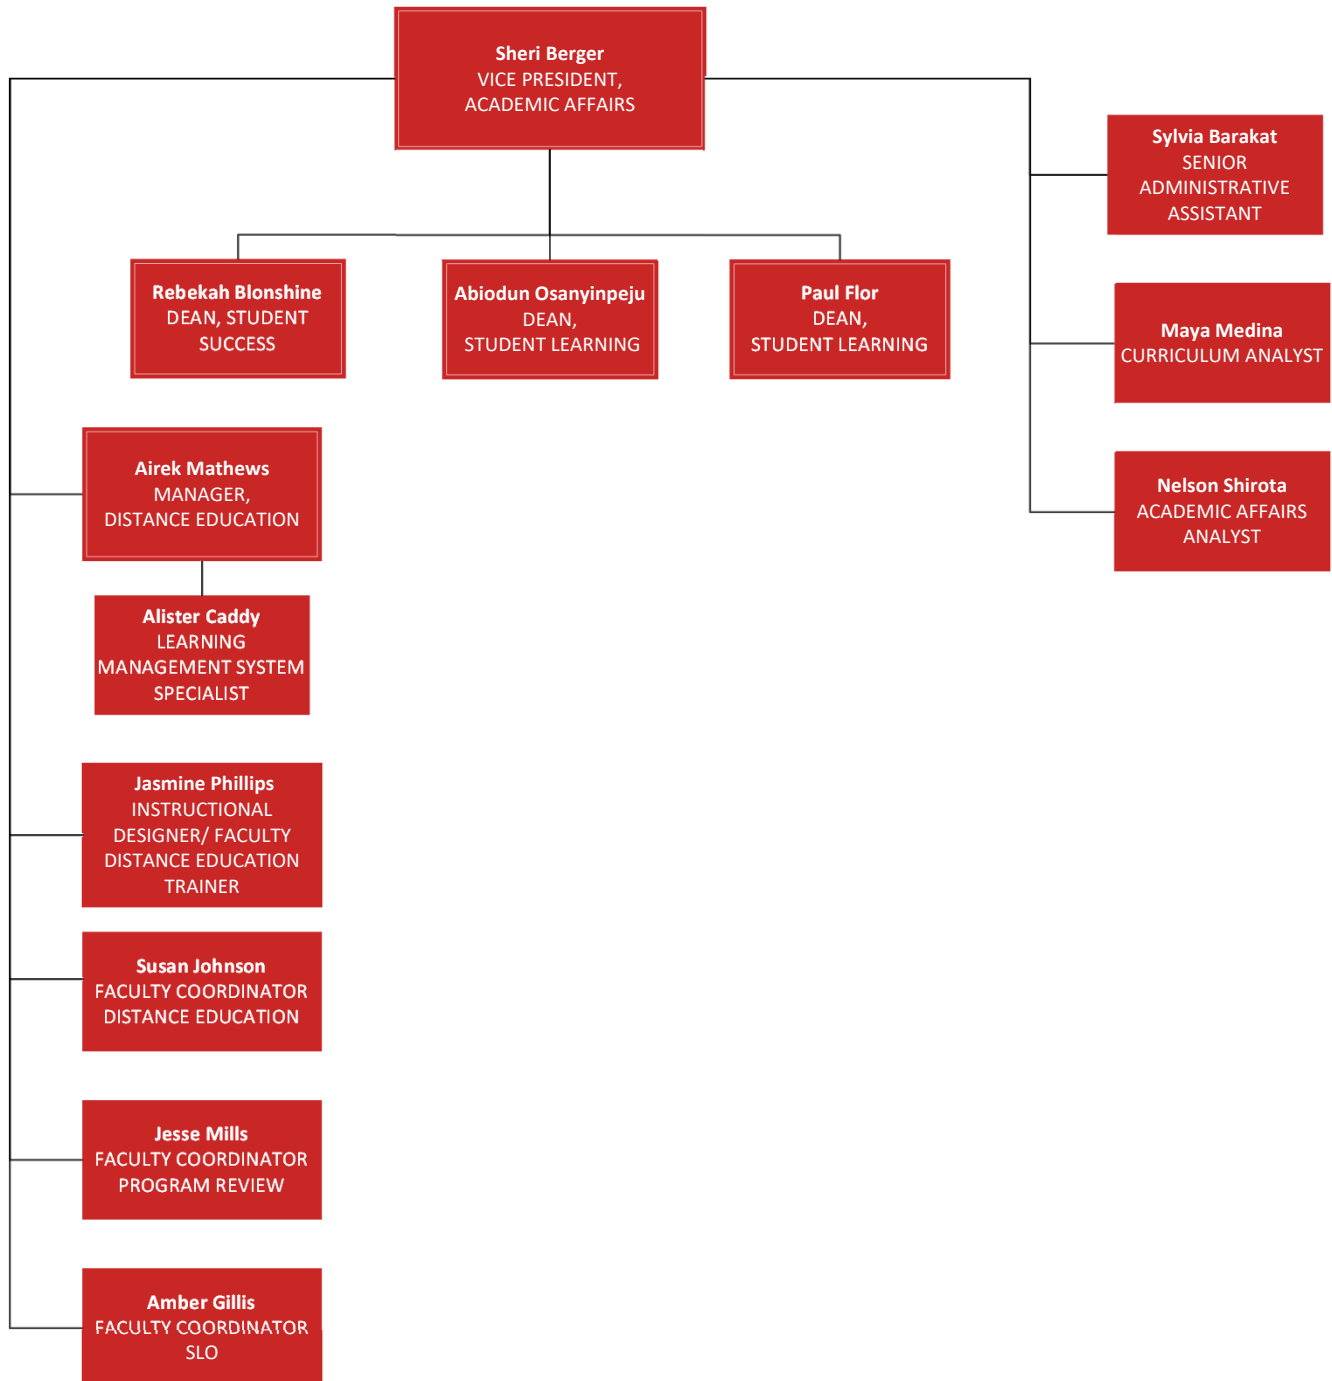 Sheri Berger
VICE PRESIDENT,
ACADEMIC AFFAIRS
Sylvia Barakat
SENIOR
ADMINISTRATIVE
ASSISTANT
Rebekah Blonshine
DEAN, STUDENT
SUCCESS
Abiodun Osanyinpeju
DEAN,
STUDENT LEARNING
Paul Flor
DEAN,
STUDENT LEARNING
Maya Medina
CURRICULUM ANALYST
Airek Mathews
MANAGER,
DISTANCE EDUCATION
Nelson Shirota
ACADEMIC AFFAIRS
ANALYST
Alister Caddy
LEARNING
MANAGEMENT SYSTEM
SPECIALIST
Jasmine Phillips
INSTRUCTIONAL
DESIGNER/ FACULTY
DISTANCE EDUCATION
TRAINER
Susan Johnson
FACULTY COORDINATOR
DISTANCE EDUCATION
Jesse Mills
FACULTY COORDINATOR
PROGRAM REVIEW
Amber Gillis
FACULTY COORDINATOR
SLO